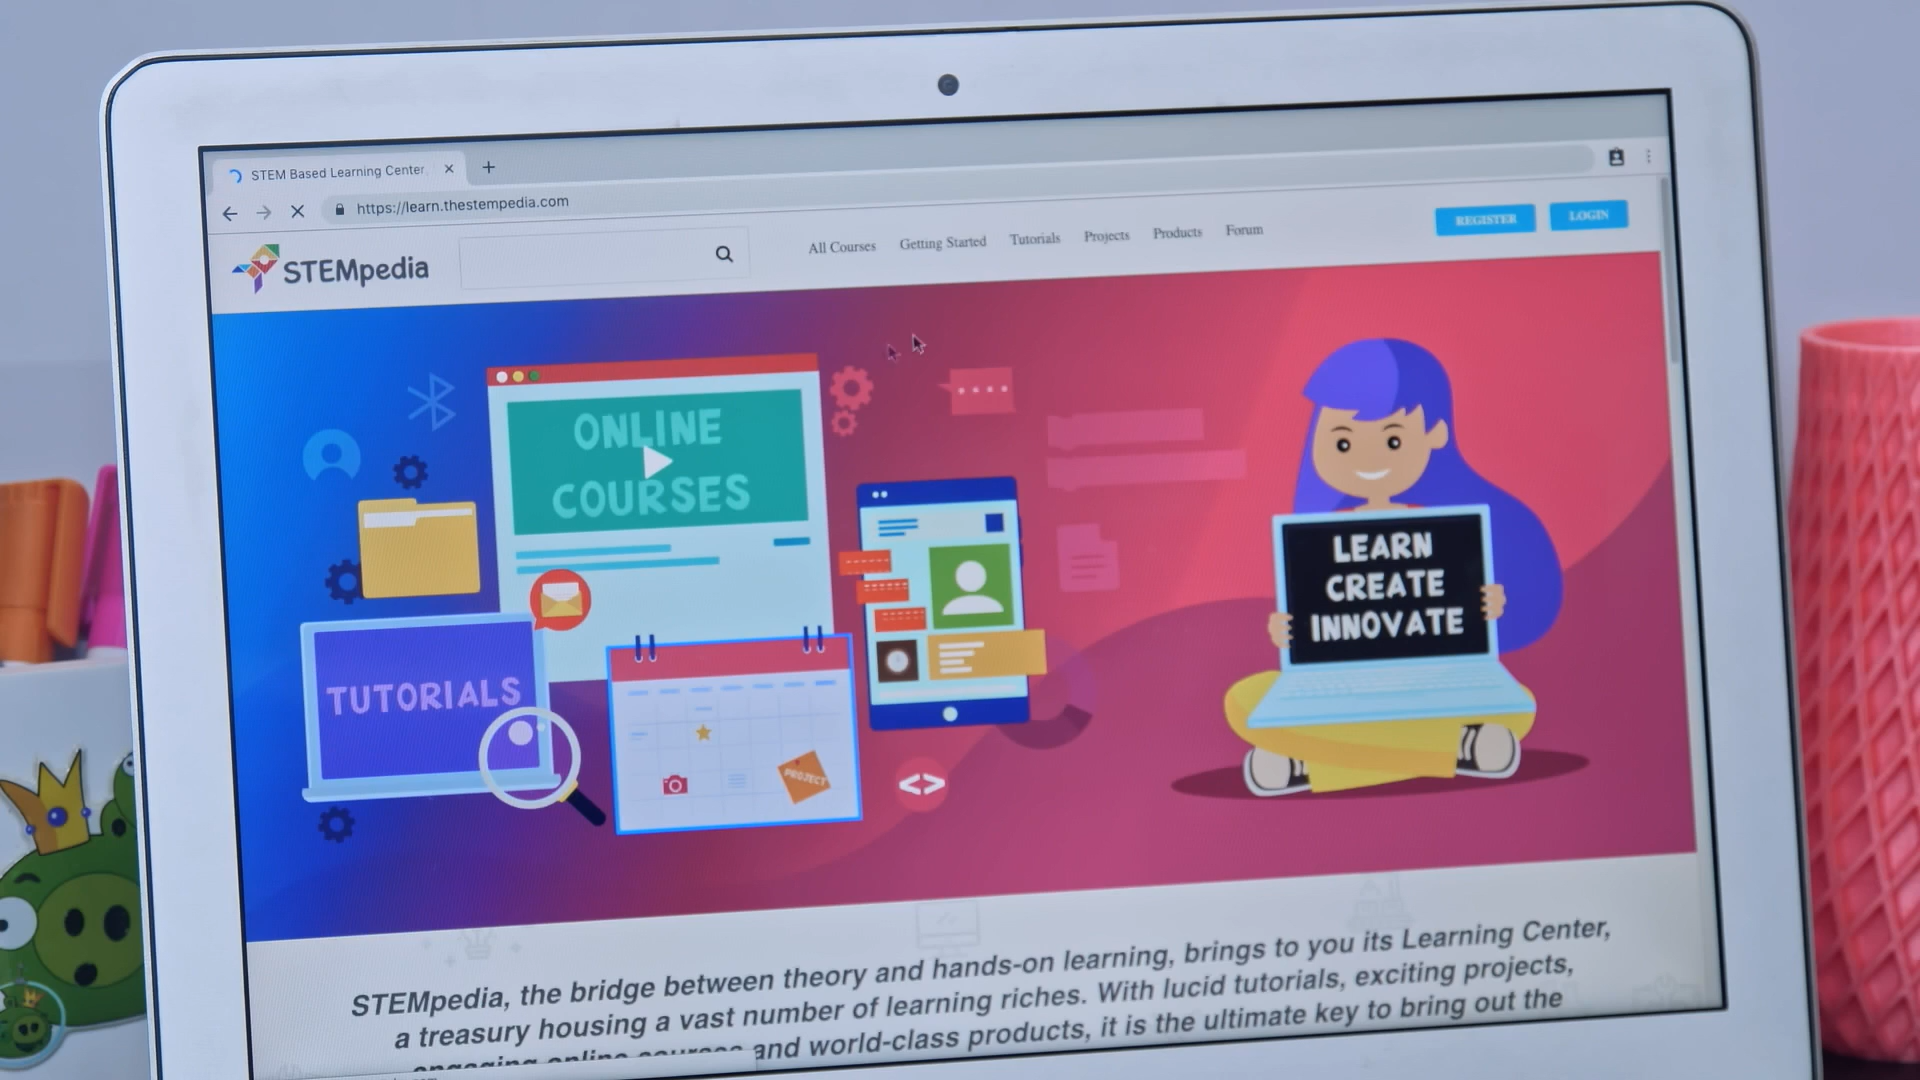 STEM Based Learning Center
https://learn.thestempedia.com
STEMpedia
All Courses Getting Started Tutorials Projects Products Forum
REGISTER LOGIN
ONLINE
COURSES
TUTORIALS
PROJECT
LEARN
CREATE
INNOVATE
STEMpedia, the bridge between theory and hands-on learning, brings to you its Learning Center,
a treasury housing a vast number of learning riches. With lucid tutorials, exciting projects,
engaging online courses and world-class products, it is the ultimate key to bring out the